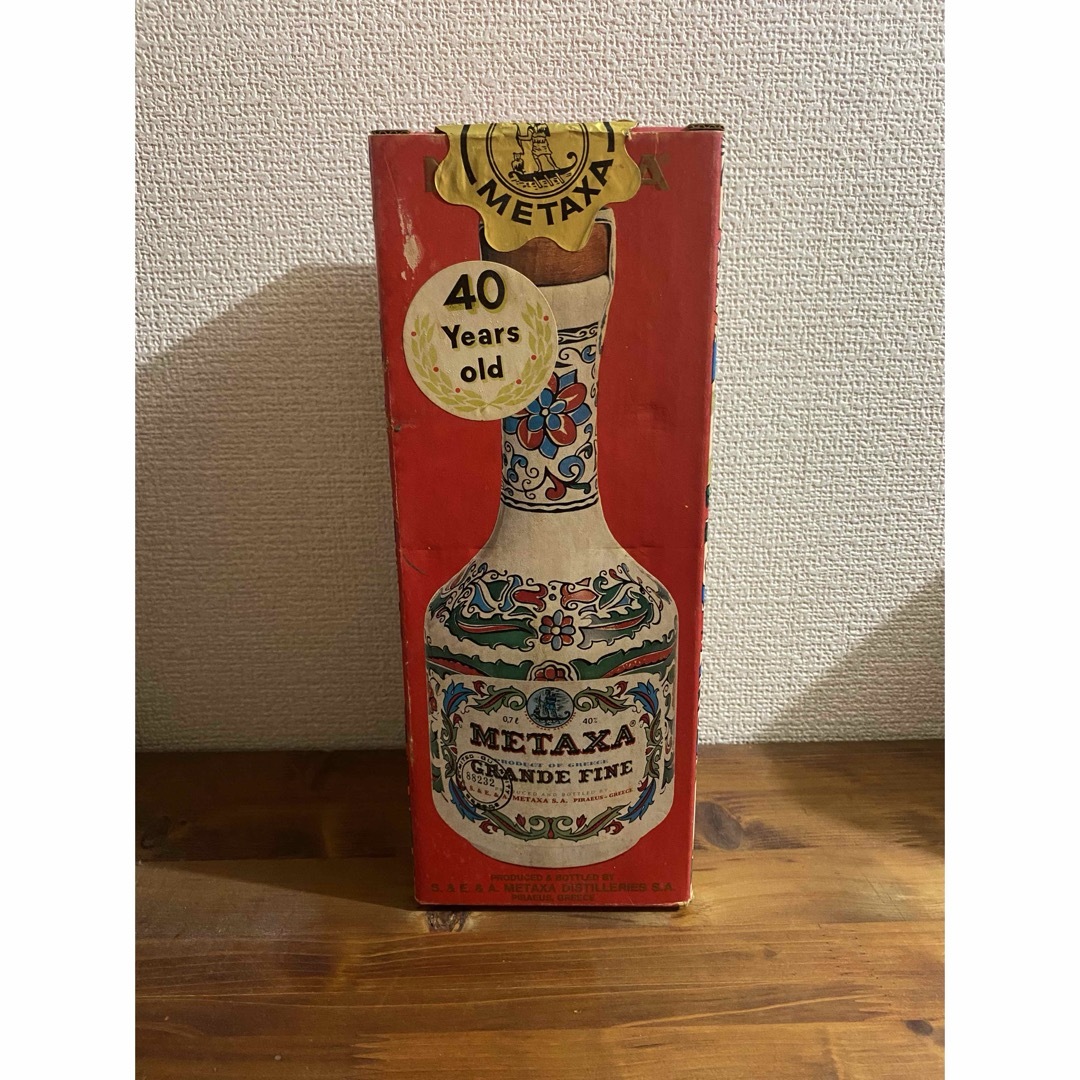 METAXA
40
Years
old
0,7 ℓ 40%
METAXA®
PRODUCT OF GREECE
GRANDE FINE
88232
METAXA S. A. PIRAEUS - GREECE
PRODUCED & BOTTLED BY
S. & E. & A. METAXA DISTILLERIES S.A.
PIRAEUS, GREECE